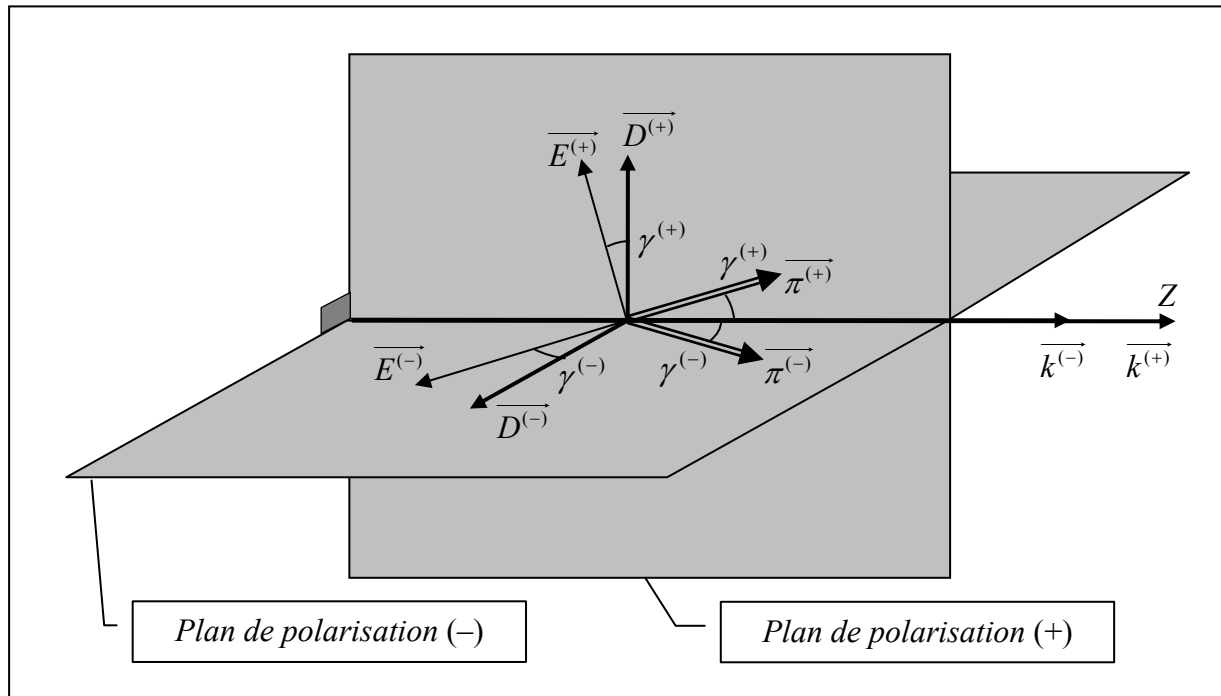 E⁽⁺⁾ D⁽⁺⁾
γ⁽⁺⁾
γ⁽⁺⁾ π⁽⁺⁾
Z
E⁽⁻⁾ γ⁽⁻⁾ γ⁽⁻⁾ π⁽⁻⁾ k⁽⁻⁾ k⁽⁺⁾
D⁽⁻⁾
Plan de polarisation (–)
Plan de polarisation (+)